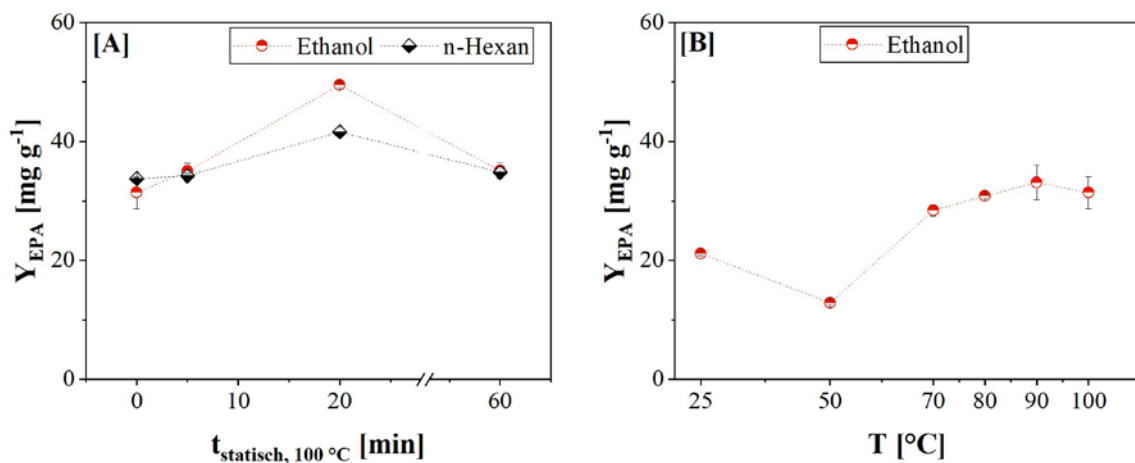 [A]
Ethanol n-Hexan
60
40
20
0
Y_EPA [mg g⁻¹]
0 10 20 60
t_statisch, 100 °C [min]
[B]
Ethanol
60
40
20
0
Y_EPA [mg g⁻¹]
25 50 70 80 90 100
T [°C]